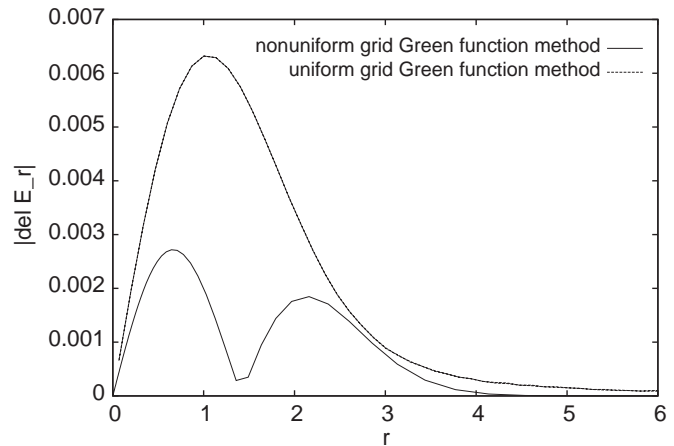 0.007
nonuniform grid Green function method
uniform grid Green function method
0.006
0.005
0.004
|del E_r|
0.003
0.002
0.001
0
0 1 2 3 4 5 6
r